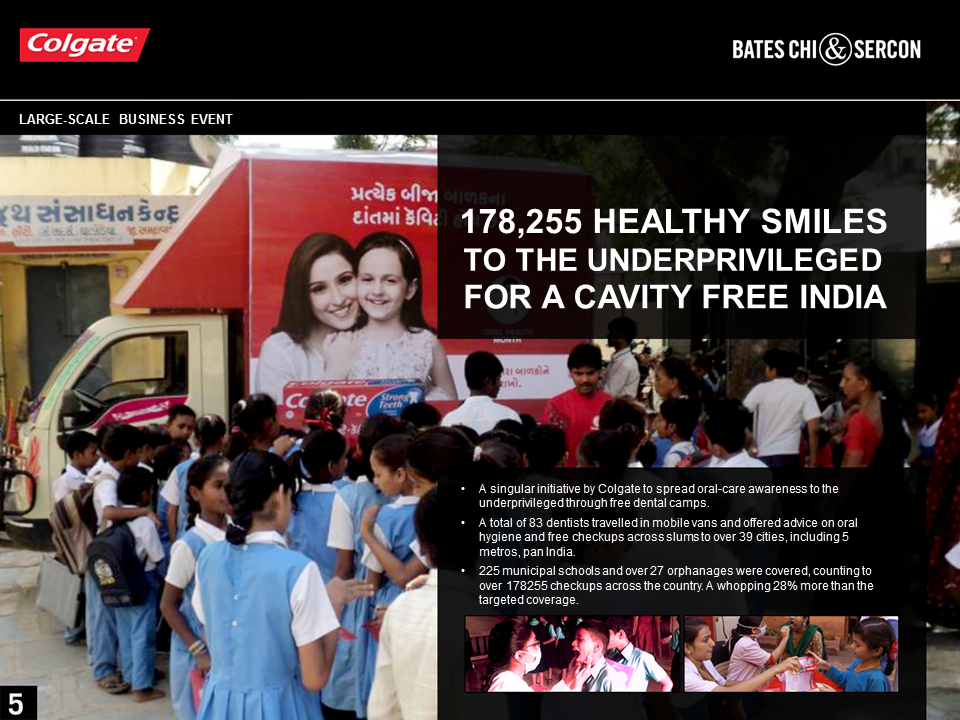 Colgate
BATES CHI & SERCON
LARGE-SCALE BUSINESS EVENT
પ્રત્યેક બીજા બાળકના
દાંતમાં કૅવિટી
સંસાધન કેન્દ્ર
178,255 HEALTHY SMILES
TO THE UNDERPRIVILEGED
FOR A CAVITY FREE INDIA
ORAL HEALTH
MONTH
Colgate
Strong
Teeth
• A singular initiative by Colgate to spread oral-care awareness to the
underprivileged through free dental camps.
• A total of 83 dentists travelled in mobile vans and offered advice on oral
hygiene and free checkups across slums to over 39 cities, including 5
metros, pan India.
• 225 municipal schools and over 27 orphanages were covered, counting to
over 178255 checkups across the country. A whopping 28% more than the
targeted coverage.
5